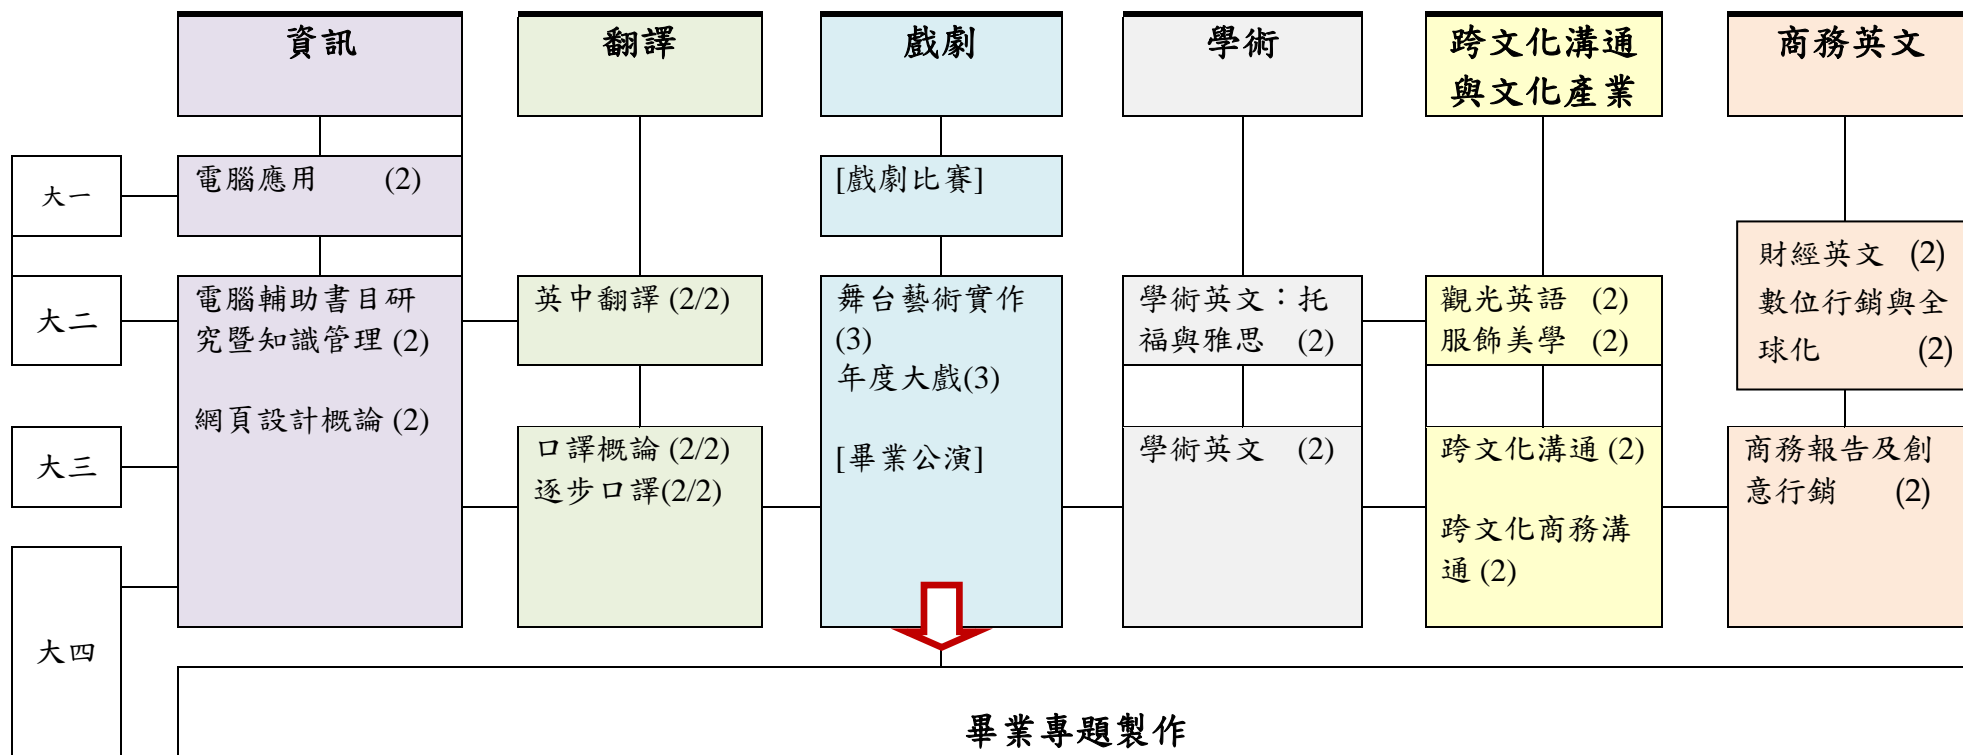 資訊
翻譯
戲劇
學術
跨文化溝通
與文化產業
商務英文
大一
電腦應用 (2)
[戲劇比賽]
大二
電腦輔助書目研
究暨知識管理 (2)
網頁設計概論 (2)
英中翻譯 (2/2)
舞台藝術實作
(3)
年度大戲(3)
[畢業公演]
學術英文：托
福與雅思 (2)
觀光英語 (2)
服飾美學 (2)
財經英文 (2)
數位行銷與全
球化 (2)
大三
口譯概論 (2/2)
逐步口譯(2/2)
學術英文 (2)
跨文化溝通 (2)
跨文化商務溝
通 (2)
商務報告及創
意行銷 (2)
大四
畢業專題製作